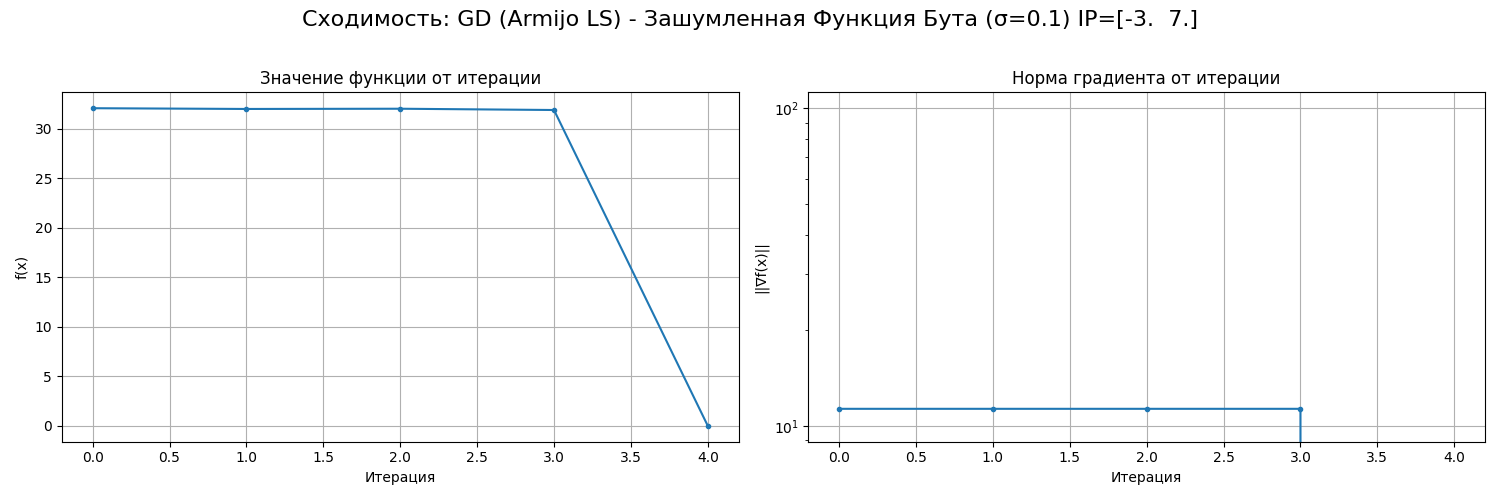 Сходимость: GD (Armijo LS) - Зашумленная Функция Бута (σ=0.1) IP=[-3.  7.]
Значение функции от итерации
f(x)
30
25
20
15
10
5
0
0.0 0.5 1.0 1.5 2.0 2.5 3.0 3.5 4.0
Итерация
Норма градиента от итерации
||∇f(x)||
10²
10¹
0.0 0.5 1.0 1.5 2.0 2.5 3.0 3.5 4.0
Итерация